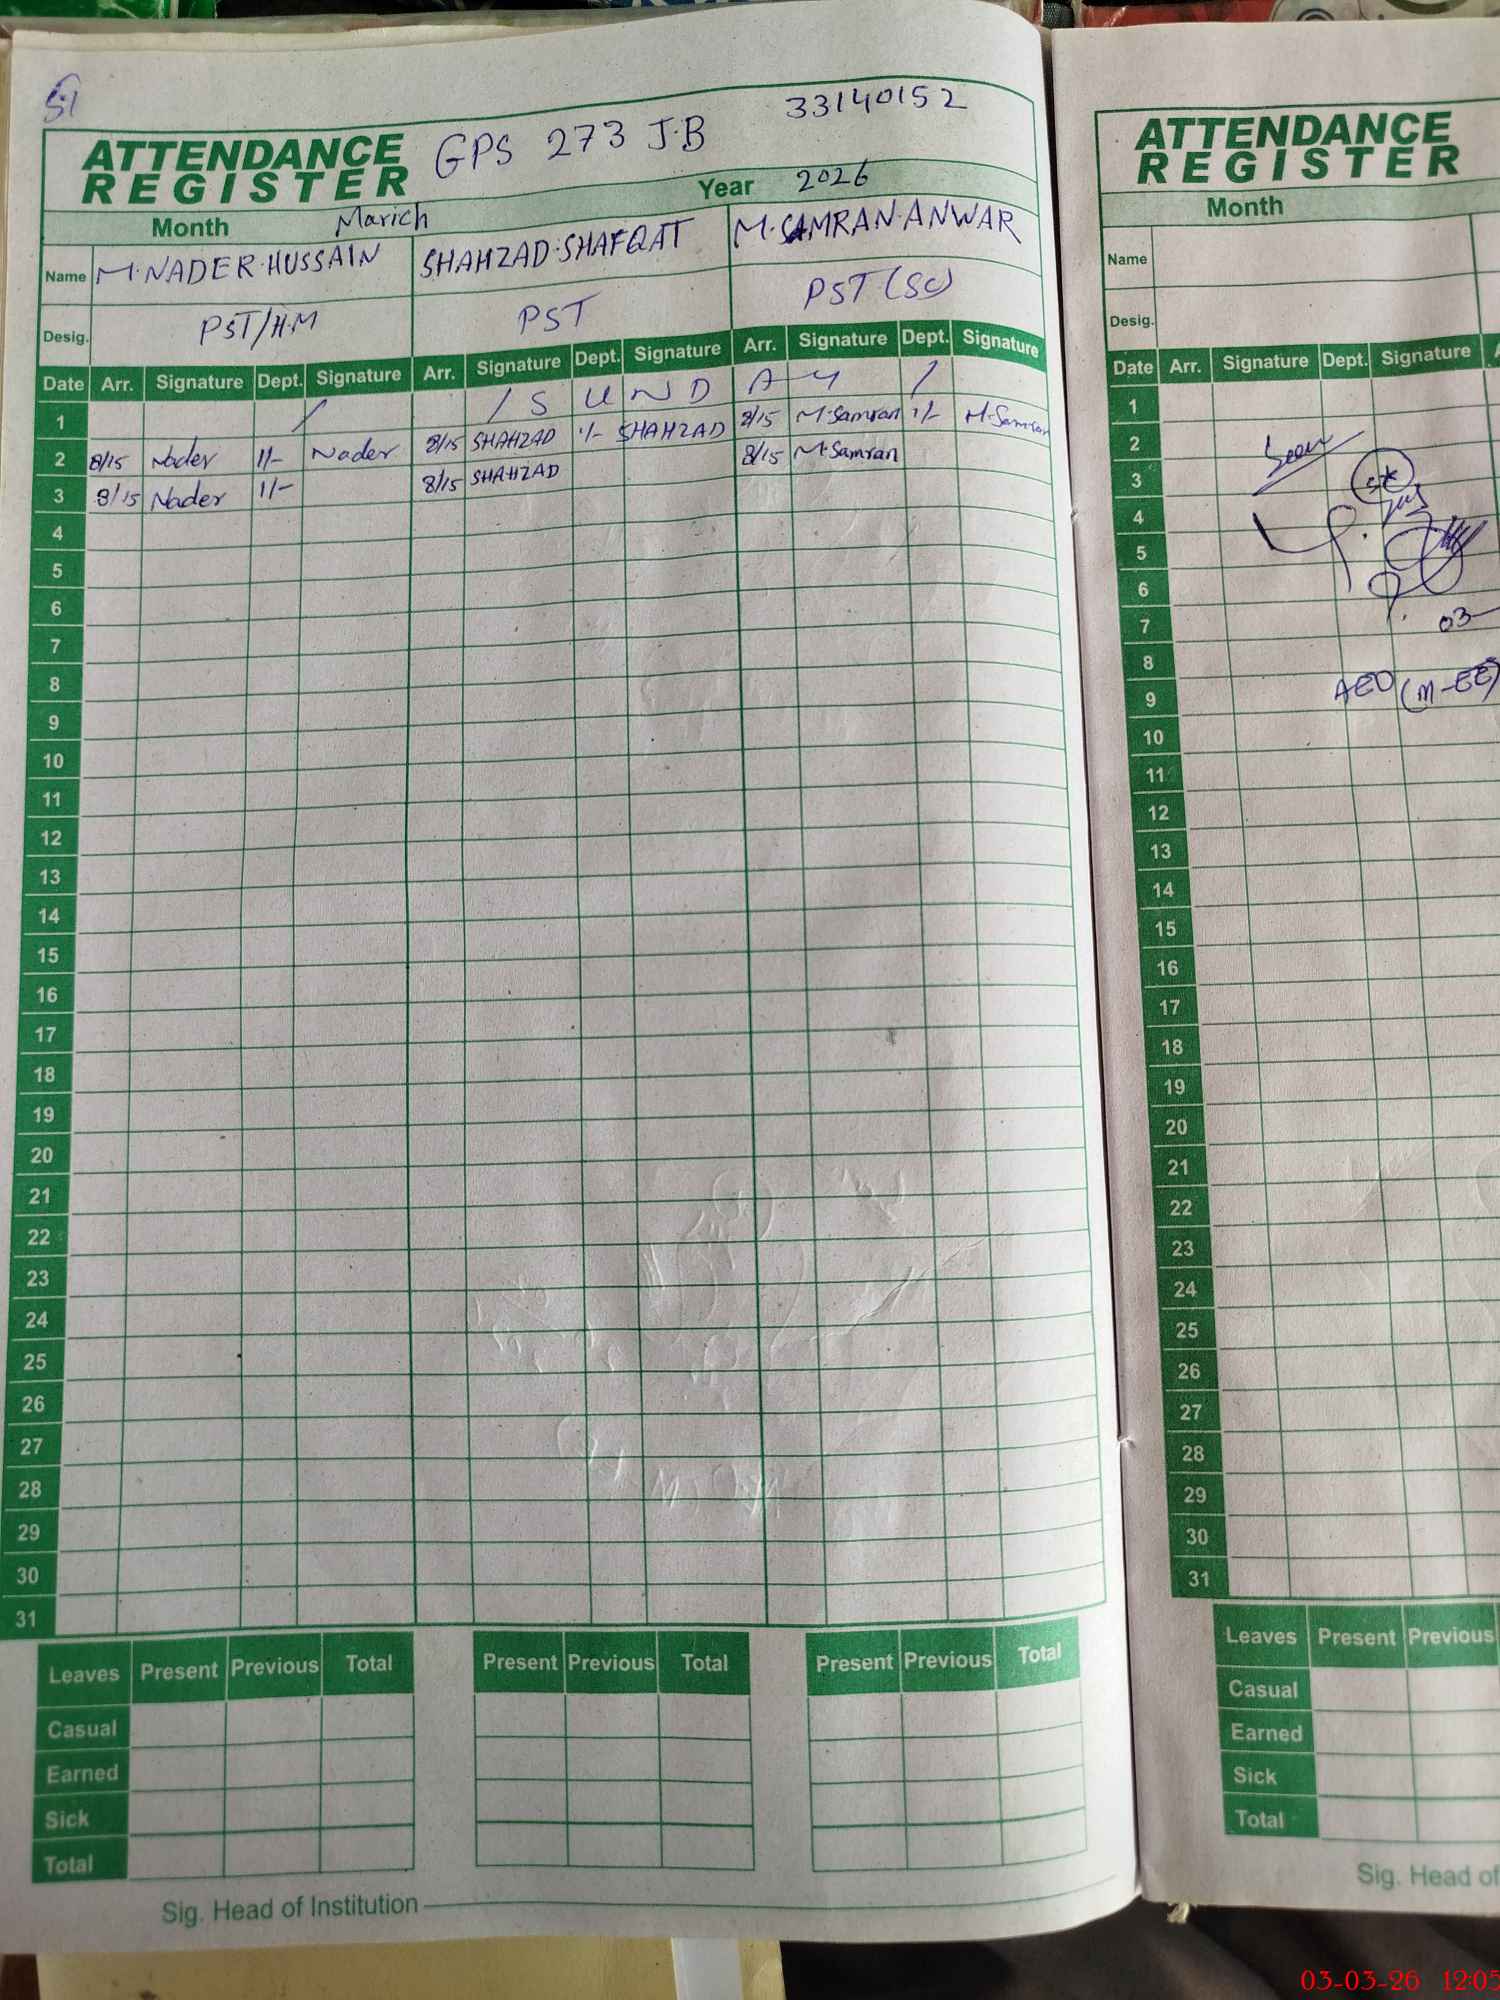 51
ATTENDANCE REGISTER GPS 273 J.B 33140152
Month March Year 2026
Name M.NADER.HUSSAIN SHAHZAD.SHAFQAT M.SAMRAN.ANWAR
Desig. PST/H.M PST PST (SC)
Date Arr. Signature Dept. Signature Arr. Signature Dept. Signature Arr. Signature Dept. Signature
1 / / S U N D A Y /
2 8/15 Nader 1/- Nader 8/15 SHAHZAD 1/- SHAHZAD 8/15 M.Samran 1/- M.Samran
3 8/15 Nader 1/- 8/15 SHAHZAD 8/15 M.Samran
4
5
6
7
8
9
10
11
12
13
14
15
16
17
18
19
20
21
22
23
24
25
26
27
28
29
30
31
Leaves Present Previous Total Present Previous Total Present Previous Total
Casual
Earned
Sick
Total
Sig. Head of Institution
ATTENDANCE REGISTER
Month
Name
Desig.
Date Arr. Signature Dept. Signature
1
2 Seen
3
4
5
6
7 03-
8
9 AEO (M-EE)
10
11
12
13
14
15
16
17
18
19
20
21
22
23
24
25
26
27
28
29
30
31
Leaves Present Previous
Casual
Earned
Sick
Total
Sig. Head of
03-03-26 12:05